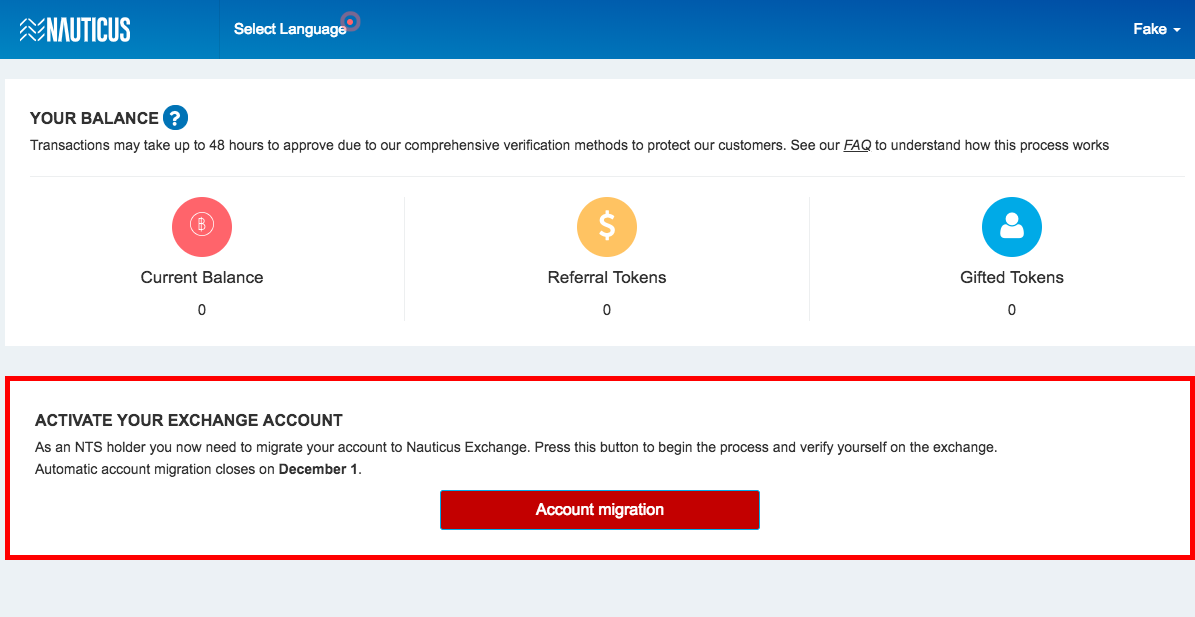 NAUTICUS
Select Language
Fake
YOUR BALANCE ?
Transactions may take up to 48 hours to approve due to our comprehensive verification methods to protect our customers. See our FAQ to understand how this process works
Current Balance
0
$
Referral Tokens
0
Gifted Tokens
0
ACTIVATE YOUR EXCHANGE ACCOUNT
As an NTS holder you now need to migrate your account to Nauticus Exchange. Press this button to begin the process and verify yourself on the exchange.
Automatic account migration closes on December 1.
Account migration